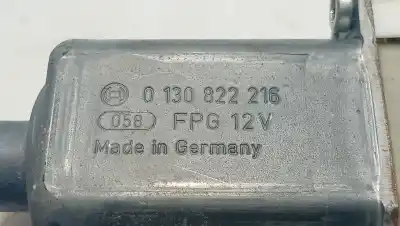 0 130 822 216
058 FPG 12V
Made in Germany